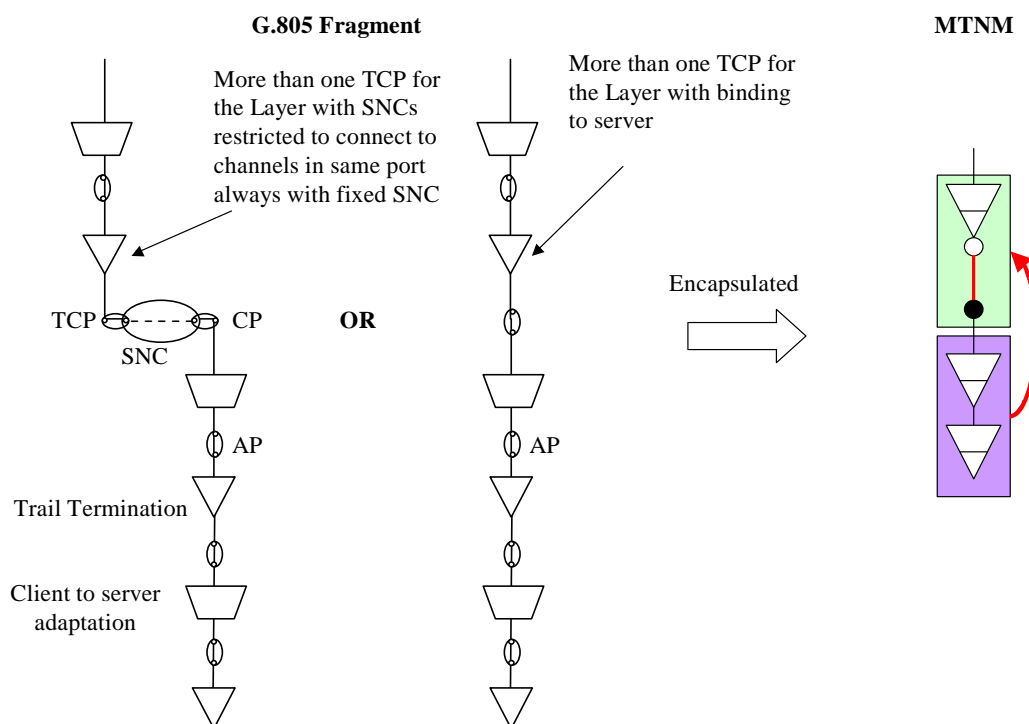 G.805 Fragment
MTNM
More than one TCP for
the Layer with SNCs
restricted to connect to
channels in same port
always with fixed SNC
More than one TCP for
the Layer with binding
to server
Encapsulated
TCP
CP
OR
SNC
AP
AP
Trail Termination
Client to server
adaptation